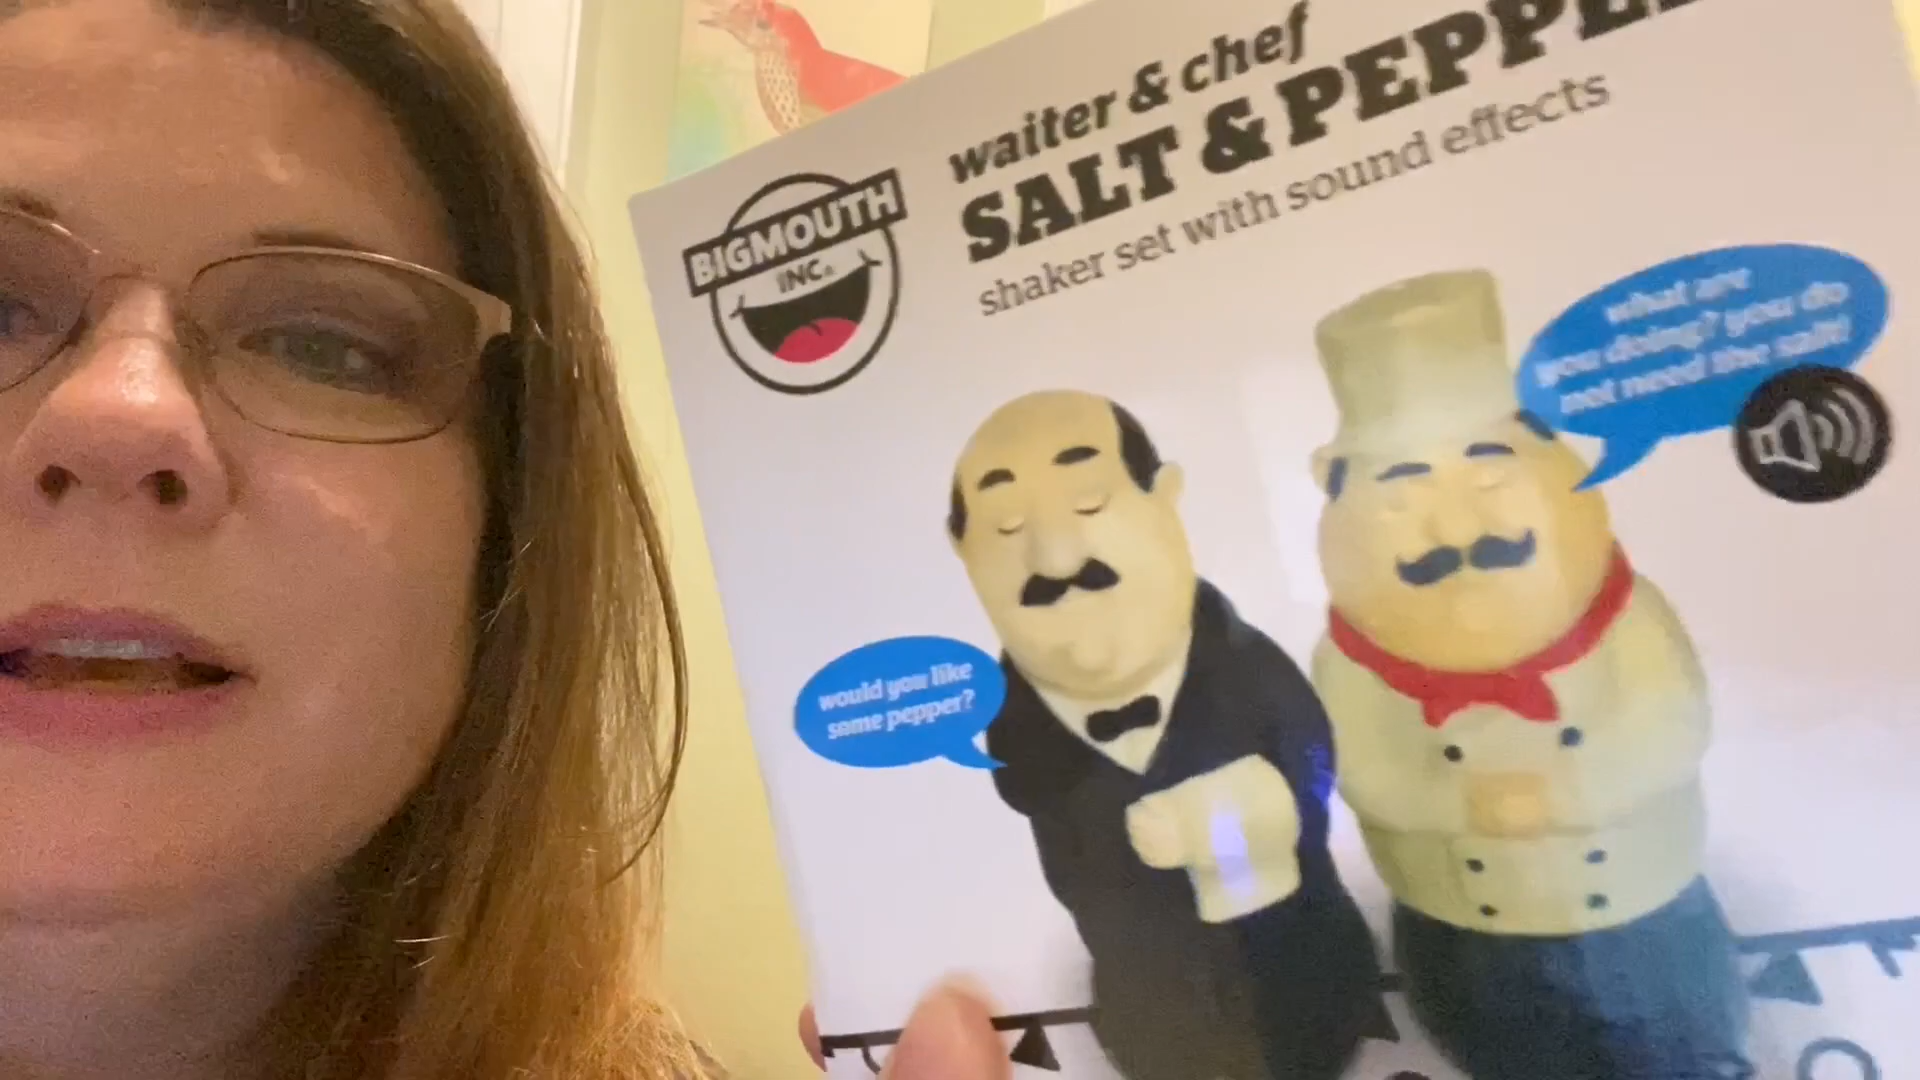 waiter & chef
SALT & PEPPE
shaker set with sound effects
BIGMOUTH
INC.
what are
you doing? you do
not need the salt!
would you like
some pepper?